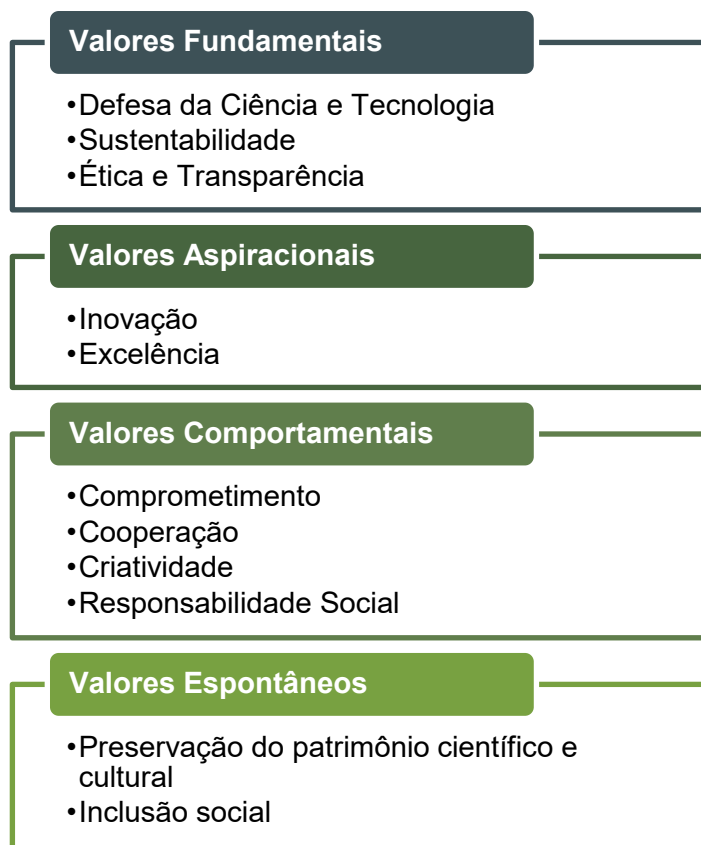 Valores Fundamentais
•Defesa da Ciência e Tecnologia
•Sustentabilidade
•Ética e Transparência
Valores Aspiracionais
•Inovação
•Excelência
Valores Comportamentais
•Comprometimento
•Cooperação
•Criatividade
•Responsabilidade Social
Valores Espontâneos
•Preservação do patrimônio científico e
cultural
•Inclusão social